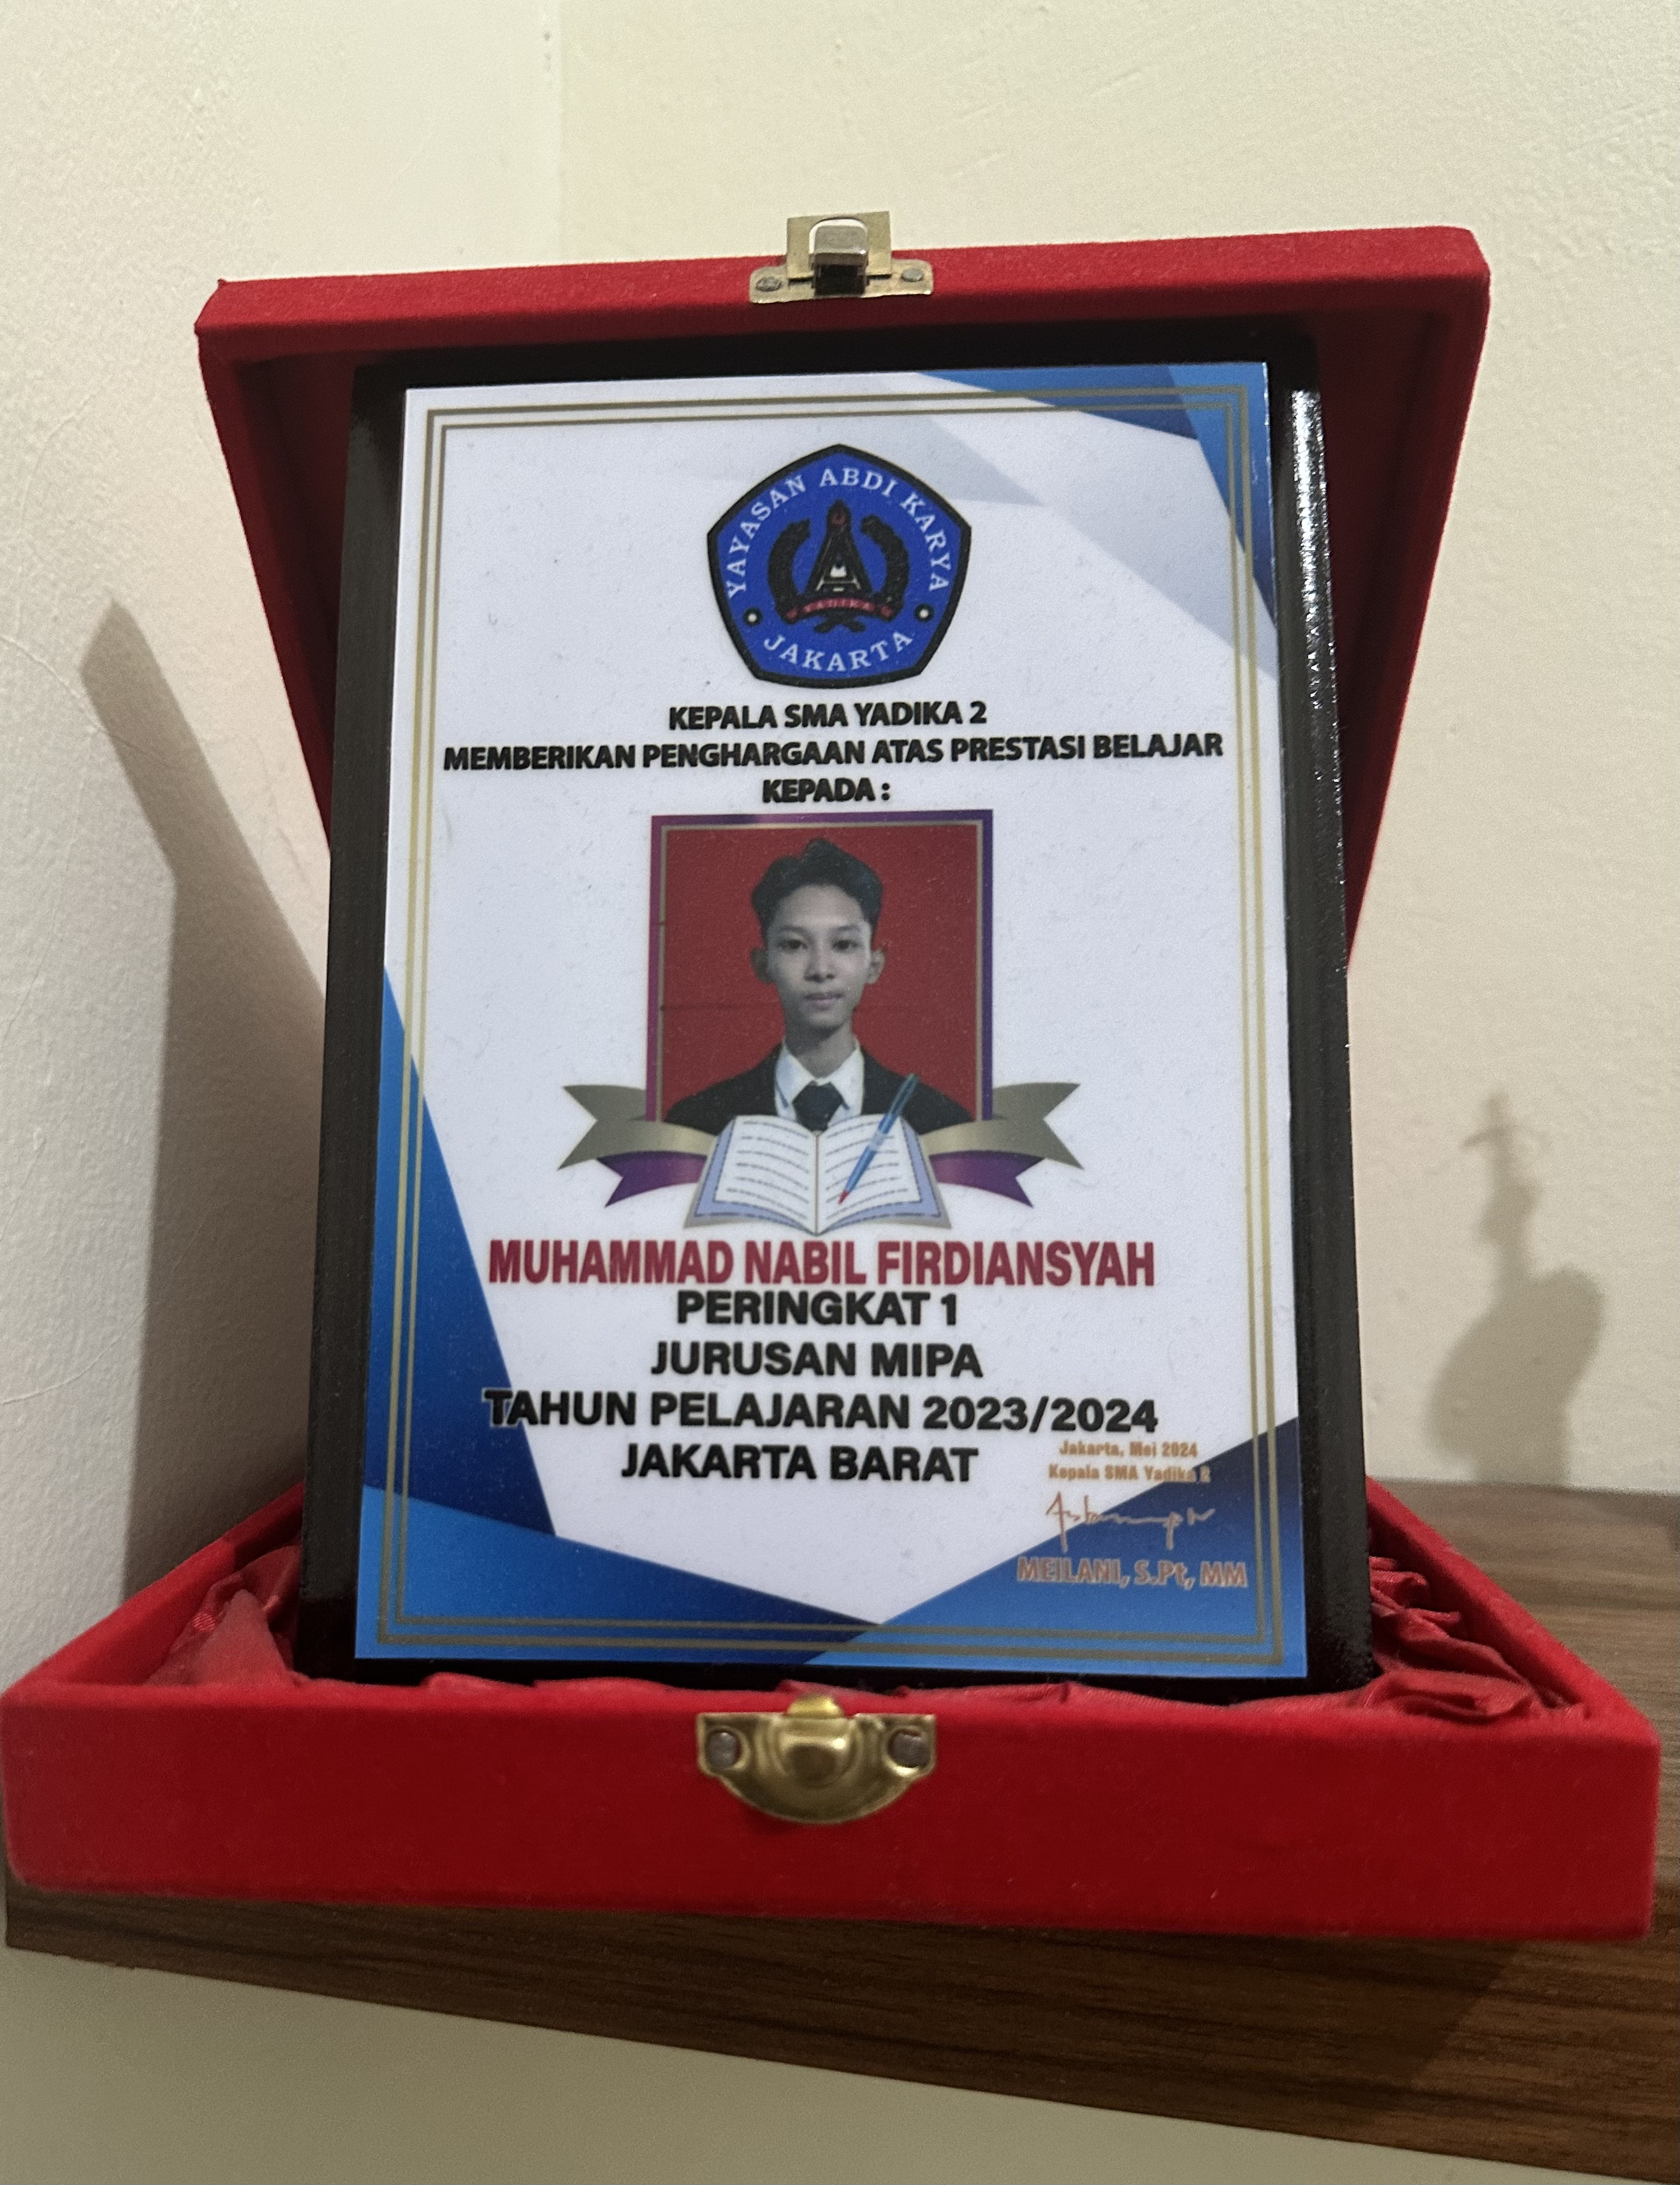 YAYASAN ABDI KARYA
YADIKA
JAKARTA
KEPALA SMA YADIKA 2
MEMBERIKAN PENGHARGAAN ATAS PRESTASI BELAJAR
KEPADA :
MUHAMMAD NABIL FIRDIANSYAH
PERINGKAT 1
JURUSAN MIPA
TAHUN PELAJARAN 2023/2024
JAKARTA BARAT
Jakarta, Mei 2024
Kepala SMA Yadika 2
MEILANI, S.Pt, MM